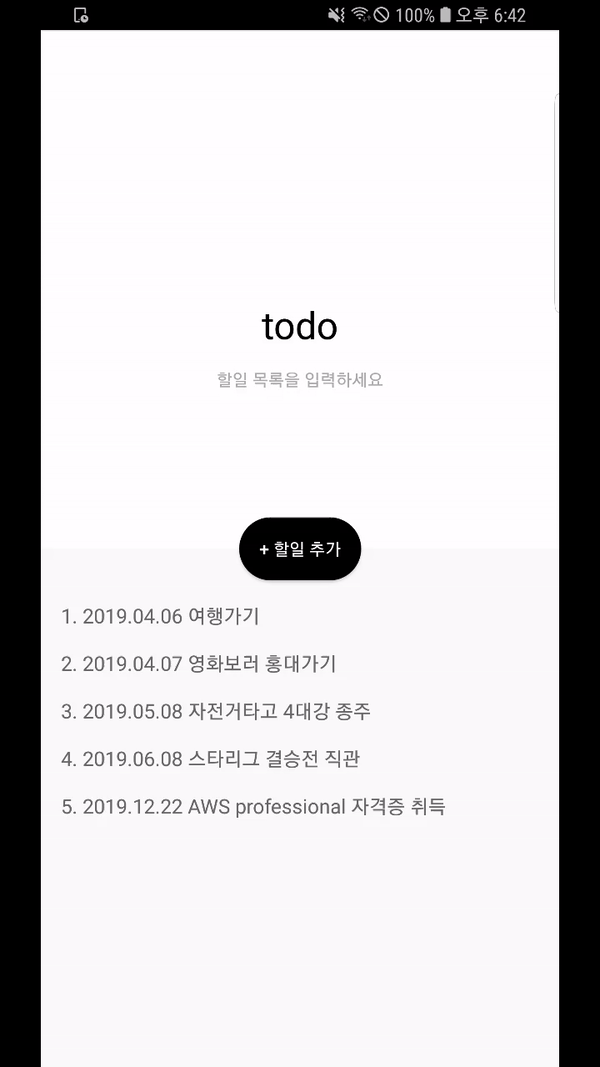 100% 오후 6:42
todo
할일 목록을 입력하세요
+ 할일 추가
1. 2019.04.06 여행가기
2. 2019.04.07 영화보러 홍대가기
3. 2019.05.08 자전거타고 4대강 종주
4. 2019.06.08 스타리그 결승전 직관
5. 2019.12.22 AWS professional 자격증 취득